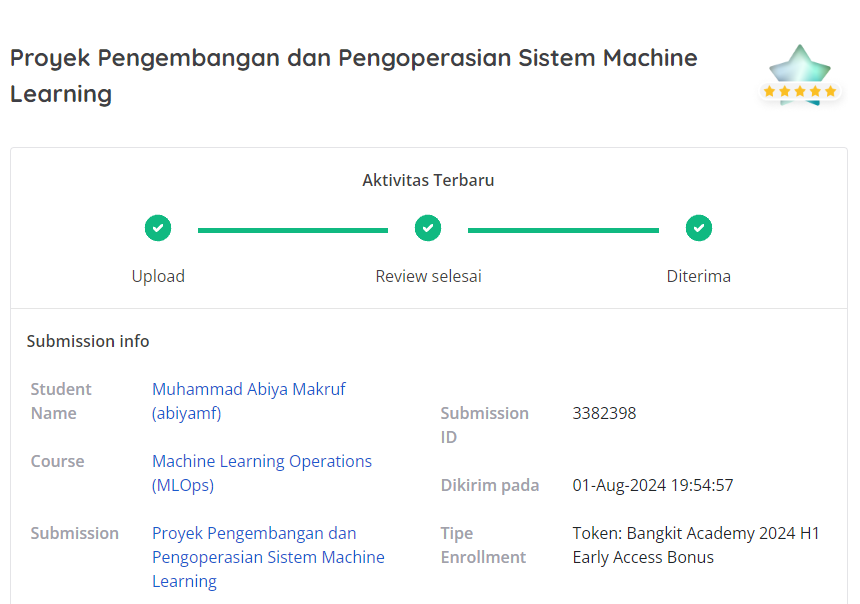 Proyek Pengembangan dan Pengoperasian Sistem Machine
Learning
Aktivitas Terbaru
Upload
Review selesai
Diterima
Submission info
Student
Name
Muhammad Abiya Makruf
(abiyamf)
Course
Machine Learning Operations
(MLOps)
Submission
Proyek Pengembangan dan
Pengoperasian Sistem Machine
Learning
Submission
ID
3382398
Dikirim pada
01-Aug-2024 19:54:57
Tipe
Enrollment
Token: Bangkit Academy 2024 H1
Early Access Bonus